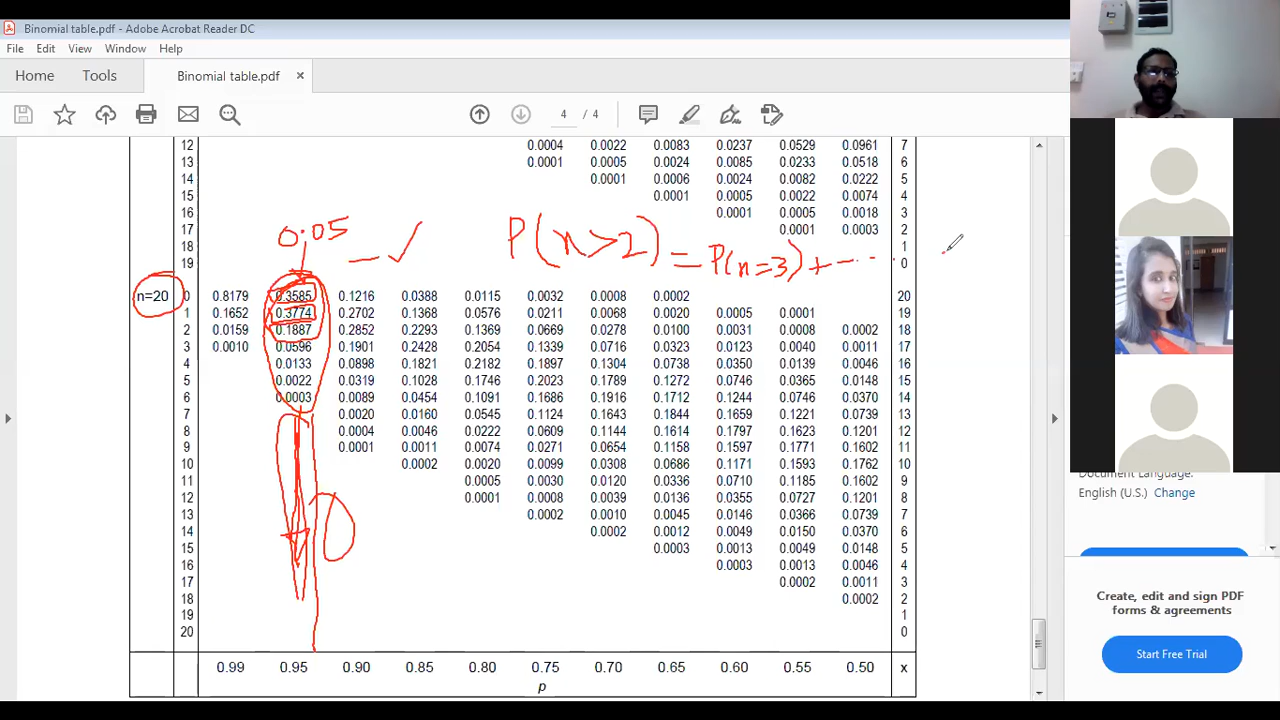 Binomial table.pdf - Adobe Acrobat Reader DC
File Edit View Window Help
Home Tools Binomial table.pdf ×
4 / 4
12 0.0004 0.0022 0.0083 0.0237 0.0529 0.0961 7
13 0.0001 0.0005 0.0024 0.0085 0.0233 0.0518 6
14 0.0001 0.0006 0.0024 0.0082 0.0222 5
15 0.0001 0.0005 0.0022 0.0074 4
16 0.0001 0.0005 0.0018 3
17 0.0001 0.0003 2
18 1
19 0
0.05 – ✓ P(n>2) = P(n=3) + - - - -
n=20 0 0.8179 0.3585 0.1216 0.0388 0.0115 0.0032 0.0008 0.0002 20
1 0.1652 0.3774 0.2702 0.1368 0.0576 0.0211 0.0068 0.0020 0.0005 0.0001 19
2 0.0159 0.1887 0.2852 0.2293 0.1369 0.0669 0.0278 0.0100 0.0031 0.0008 0.0002 18
3 0.0010 0.0596 0.1901 0.2428 0.2054 0.1339 0.0716 0.0323 0.0123 0.0040 0.0011 17
4 0.0133 0.0898 0.1821 0.2182 0.1897 0.1304 0.0738 0.0350 0.0139 0.0046 16
5 0.0022 0.0319 0.1028 0.1746 0.2023 0.1789 0.1272 0.0746 0.0365 0.0148 15
6 0.0003 0.0089 0.0454 0.1091 0.1686 0.1916 0.1712 0.1244 0.0746 0.0370 14
7 0.0020 0.0160 0.0545 0.1124 0.1643 0.1844 0.1659 0.1221 0.0739 13
8 0.0004 0.0046 0.0222 0.0609 0.1144 0.1614 0.1797 0.1623 0.1201 12
9 0.0001 0.0011 0.0074 0.0271 0.0654 0.1158 0.1597 0.1771 0.1602 11
10 0.0002 0.0020 0.0099 0.0308 0.0686 0.1171 0.1593 0.1762 10
11 0.0005 0.0030 0.0120 0.0336 0.0710 0.1185 0.1602 9
12 0.0001 0.0008 0.0039 0.0136 0.0355 0.0727 0.1201 8
13 0.0002 0.0010 0.0045 0.0146 0.0366 0.0739 7
14 0.0002 0.0012 0.0049 0.0150 0.0370 6
15 0.0003 0.0013 0.0049 0.0148 5
16 0.0003 0.0013 0.0046 4
17 0.0002 0.0011 3
18 0.0002 2
19 1
20 0
0.99 0.95 0.90 0.85 0.80 0.75 0.70 0.65 0.60 0.55 0.50 x
p
Document Language:
English (U.S.) Change
Create, edit and sign PDF
forms & agreements
Start Free Trial